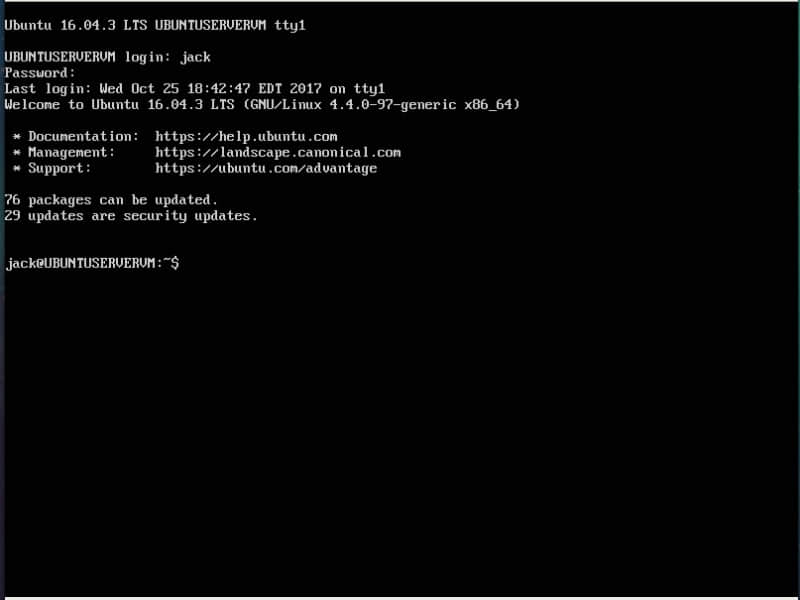 Ubuntu 16.04.3 LTS UBUNTUSERVERVM tty1
UBUNTUSERVERVM login: jack
Password:
Last login: Wed Oct 25 18:42:47 EDT 2017 on tty1
Welcome to Ubuntu 16.04.3 LTS (GNU/Linux 4.4.0-97-generic x86_64)
* Documentation:  https://help.ubuntu.com
* Management:     https://landscape.canonical.com
* Support:        https://ubuntu.com/advantage
76 packages can be updated.
29 updates are security updates.
jack@UBUNTUSERVERVM:~$